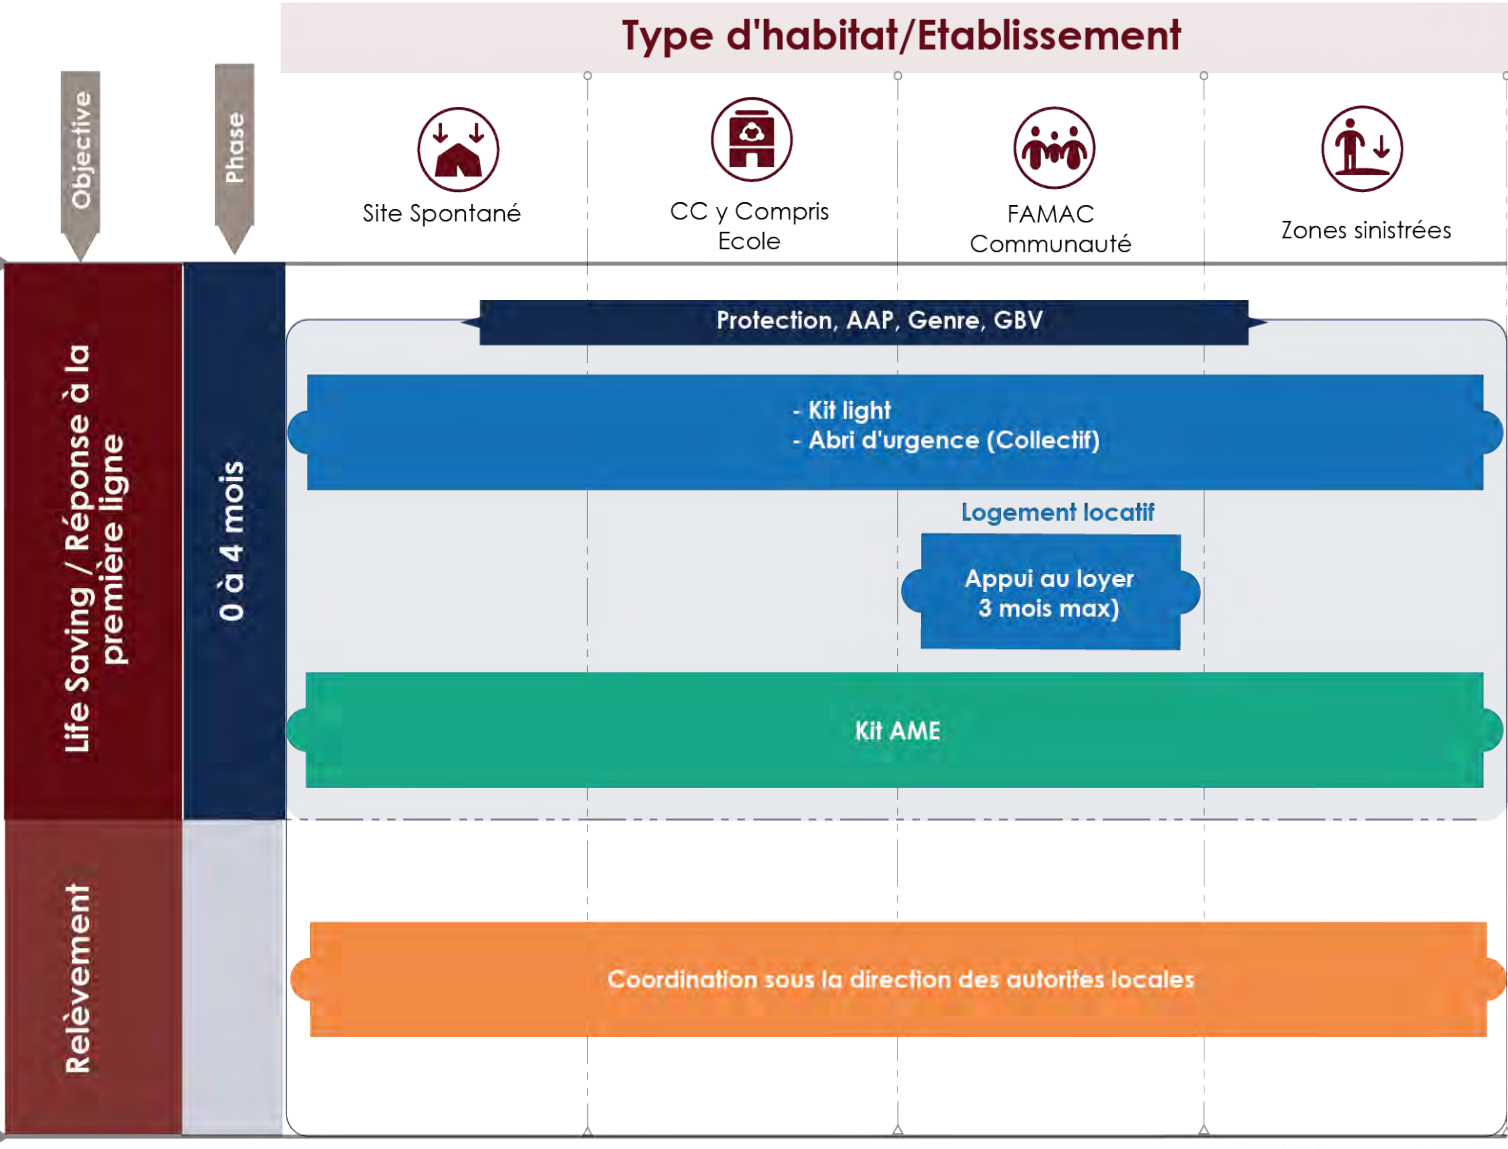 Type d'habitat/Etablissement
Objective
Phase
Site Spontané
CC y Compris
Ecole
FAMAC
Communauté
Zones sinistrées
Life Saving / Réponse à la
première ligne
0 à 4 mois
Protection, AAP, Genre, GBV
- Kit light
- Abri d'urgence (Collectif)
Logement locatif
Appui au loyer
3 mois max)
Kit AME
Relèvement
Coordination sous la direction des autorites locales